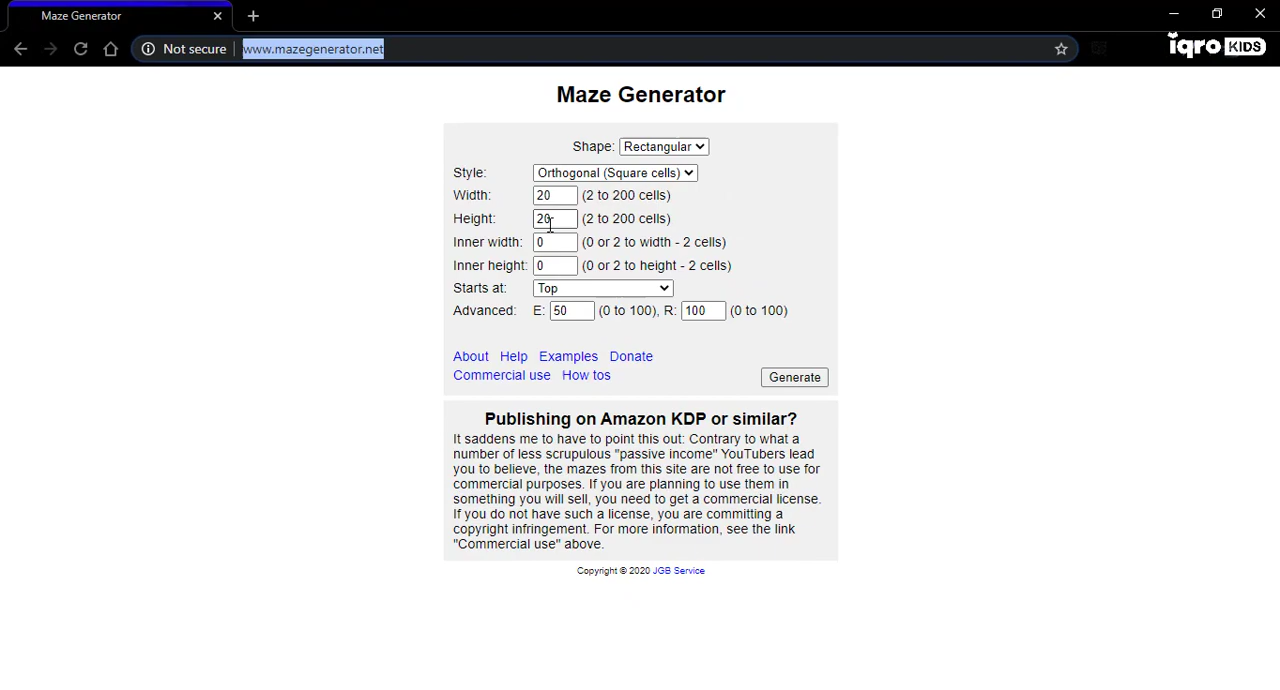 Maze Generator
Not secure
www.mazegenerator.net
iqro KIDS
Maze Generator
Shape: Rectangular
Style: Orthogonal (Square cells)
Width: 20 (2 to 200 cells)
Height: 20 (2 to 200 cells)
Inner width: 0 (0 or 2 to width - 2 cells)
Inner height: 0 (0 or 2 to height - 2 cells)
Starts at: Top
Advanced: E: 50 (0 to 100), R: 100 (0 to 100)
About Help Examples Donate
Commercial use How tos
Generate
Publishing on Amazon KDP or similar?
It saddens me to have to point this out: Contrary to what a
number of less scrupulous "passive income" YouTubers lead
you to believe, the mazes from this site are not free to use for
commercial purposes. If you are planning to use them in
something you will sell, you need to get a commercial license.
If you do not have such a license, you are committing a
copyright infringement. For more information, see the link
"Commercial use" above.
Copyright © 2020 JGB Service